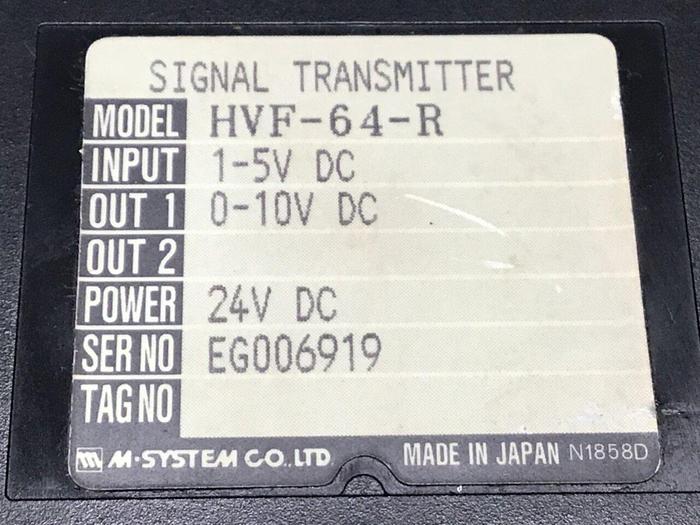 SIGNAL TRANSMITTER
MODEL HVF-64-R
INPUT 1-5V DC
OUT 1 0-10V DC
OUT 2
POWER 24V DC
SER NO EG006919
TAG NO
M-SYSTEM CO.,LTD. MADE IN JAPAN N1858D